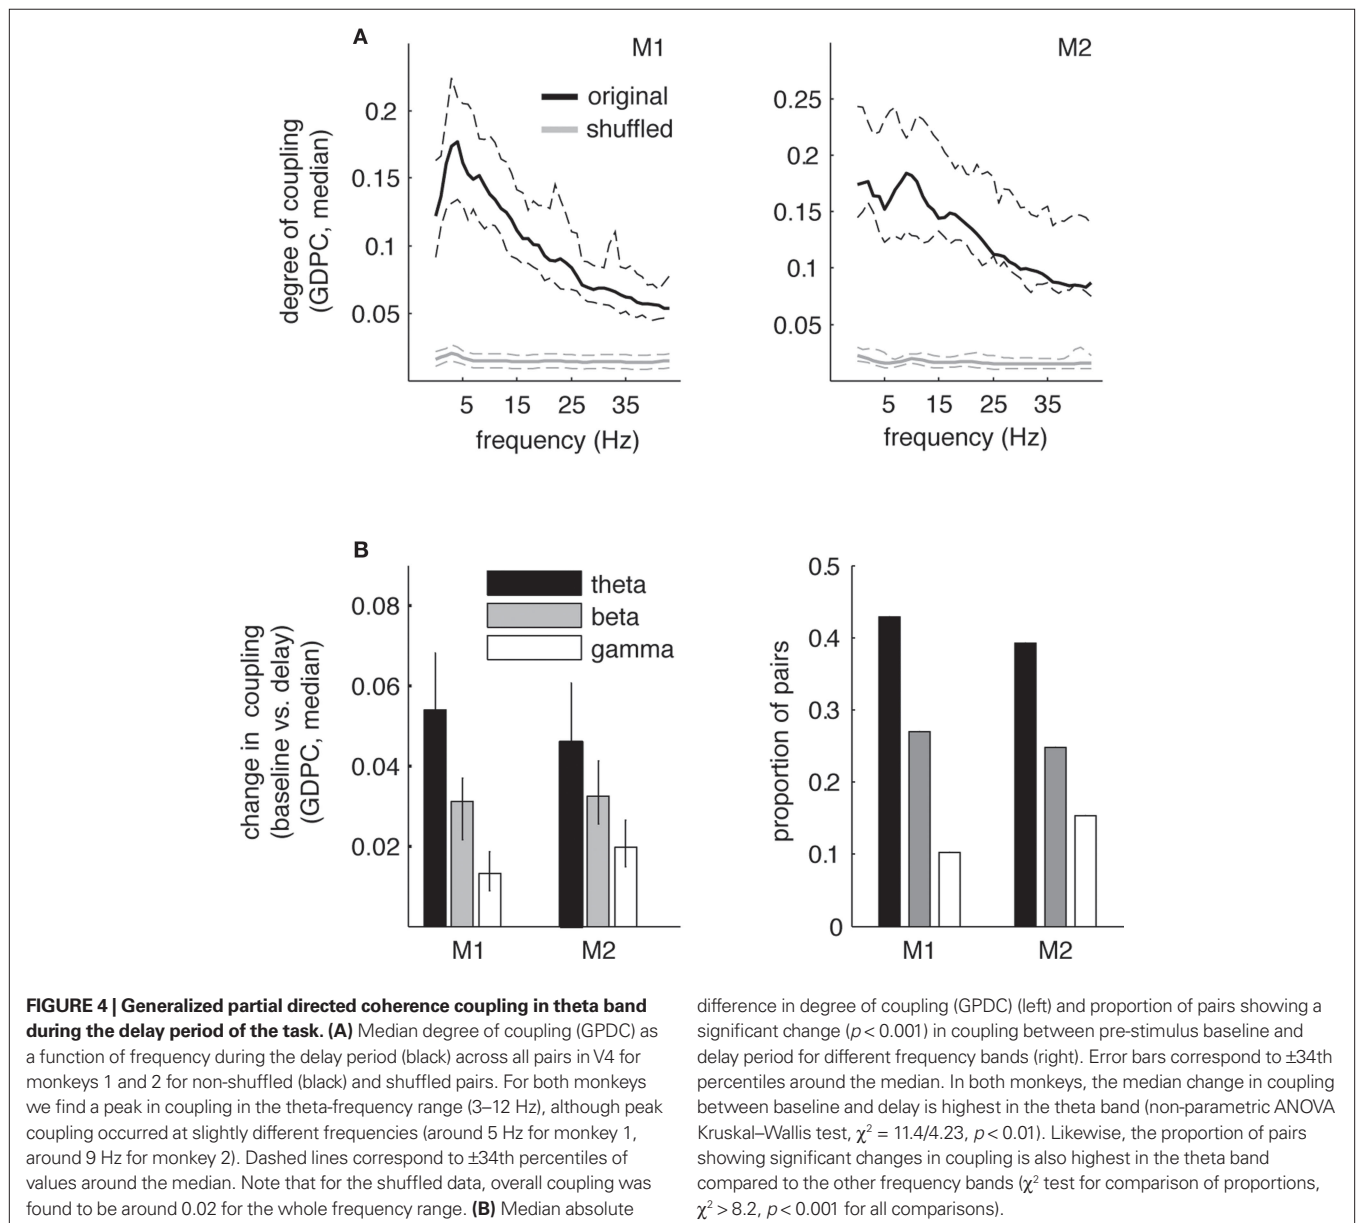 A
M1
original
shuffled
degree of coupling
(GDPC, median)
0.2
0.15
0.1
0.05
5 15 25 35
frequency (Hz)
M2
0.25
0.2
0.15
0.1
0.05
5 15 25 35
frequency (Hz)
B
theta
beta
gamma
change in coupling
(baseline vs. delay)
(GDPC, median)
0.08
0.06
0.04
0.02
M1 M2
proportion of pairs
0.5
0.4
0.3
0.2
0.1
0
M1 M2
FIGURE 4 | Generalized partial directed coherence coupling in theta band
during the delay period of the task. (A) Median degree of coupling (GPDC) as
a function of frequency during the delay period (black) across all pairs in V4 for
monkeys 1 and 2 for non-shuffled (black) and shuffled pairs. For both monkeys
we find a peak in coupling in the theta-frequency range (3–12 Hz), although peak
coupling occurred at slightly different frequencies (around 5 Hz for monkey 1,
around 9 Hz for monkey 2). Dashed lines correspond to ±34th percentiles of
values around the median. Note that for the shuffled data, overall coupling was
found to be around 0.02 for the whole frequency range. (B) Median absolute
difference in degree of coupling (GPDC) (left) and proportion of pairs showing a
significant change (p < 0.001) in coupling between pre-stimulus baseline and
delay period for different frequency bands (right). Error bars correspond to ±34th
percentiles around the median. In both monkeys, the median change in coupling
between baseline and delay is highest in the theta band (non-parametric ANOVA
Kruskal–Wallis test, χ² = 11.4/4.23, p < 0.01). Likewise, the proportion of pairs
showing significant changes in coupling is also highest in the theta band
compared to the other frequency bands (χ² test for comparison of proportions,
χ² > 8.2, p < 0.001 for all comparisons).